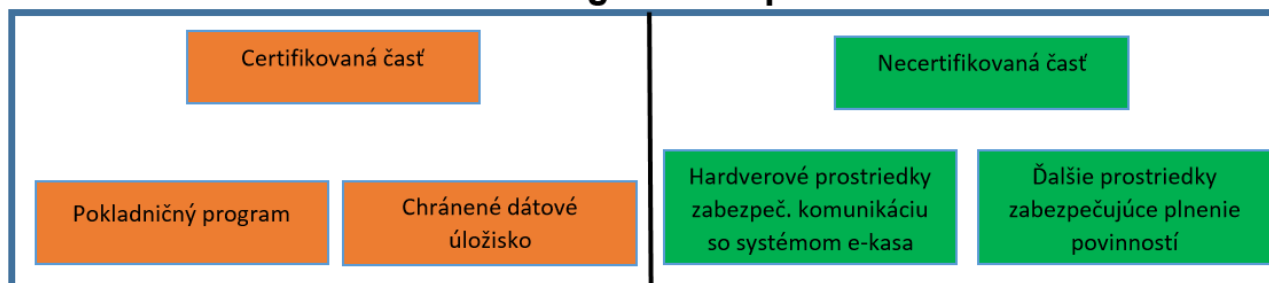 Certifikovaná časť
Necertifikovaná časť
Pokladničný program
Chránené dátové
úložisko
Hardverové prostriedky
zabezpeč. komunikáciu
so systémom e-kasa
Ďalšie prostriedky
zabezpečujúce plnenie
povinností